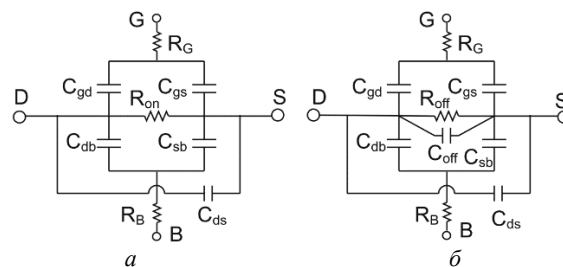 G
R_G
C_gd
C_gs
D
R_on
S
C_db
C_sb
R_B
C_ds
B
а
G
R_G
C_gd
C_gs
D
R_off
S
C_db
C_off
C_sb
R_B
C_ds
B
б